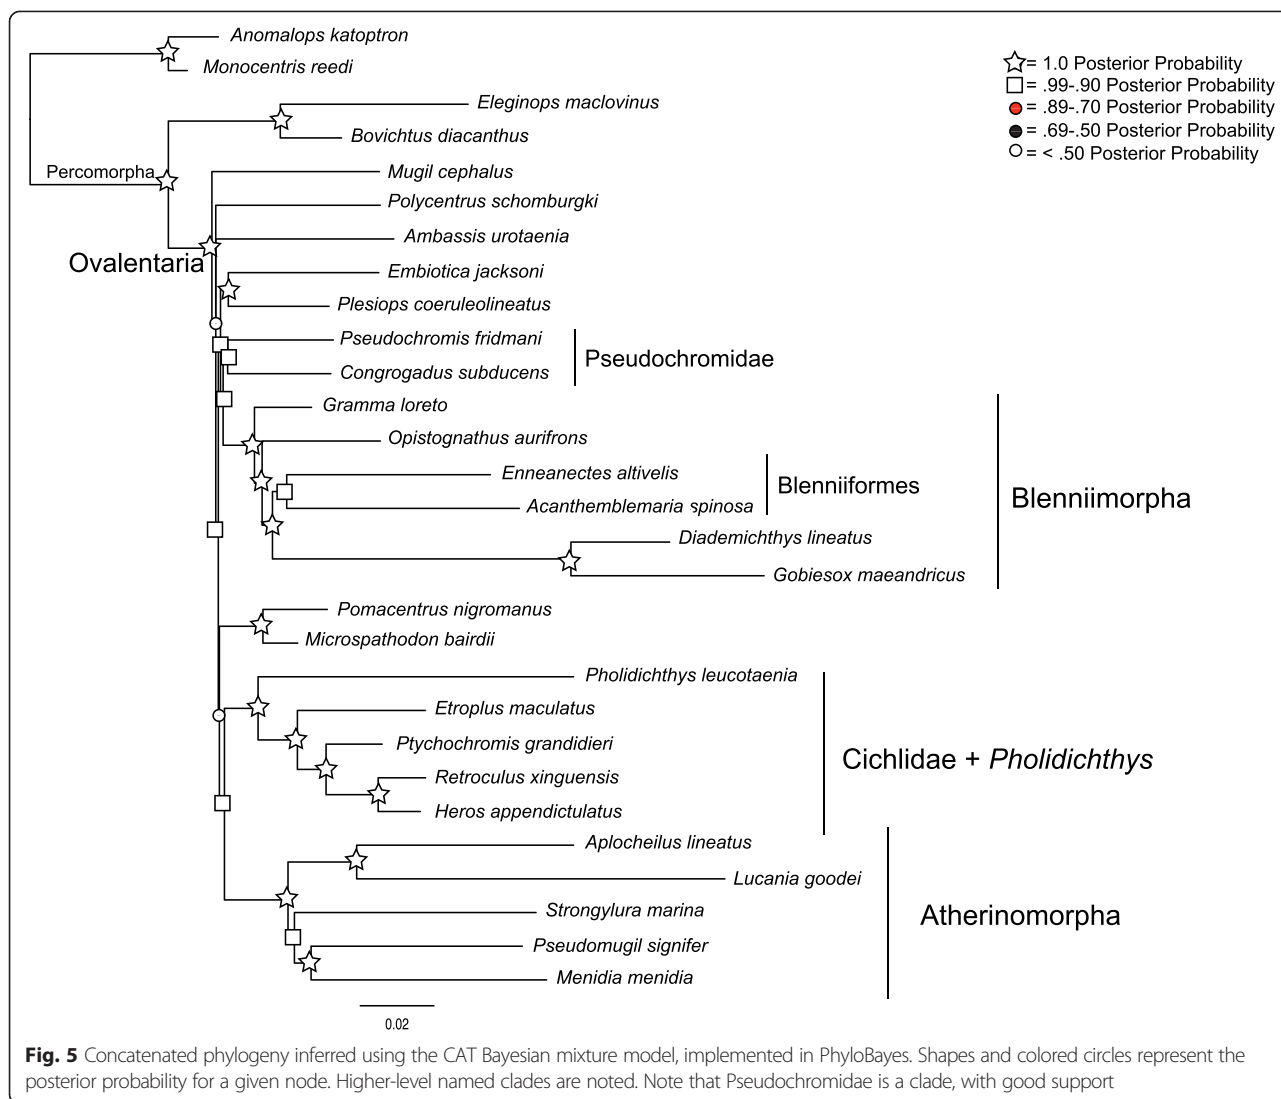 Anomalops katoptron
Monocentris reedi
= 1.0 Posterior Probability
= .99-.90 Posterior Probability
= .89-.70 Posterior Probability
= .69-.50 Posterior Probability
= < .50 Posterior Probability
Eleginops maclovinus
Bovichtus diacanthus
Percomorpha
Mugil cephalus
Polycentrus schomburgki
Ambassis urotaenia
Ovalentaria
Embiotica jacksoni
Plesiops coeruleolineatus
Pseudochromis fridmani
Pseudochromidae
Congrogadus subducens
Gramma loreto
Opistognathus aurifrons
Enneanectes altivelis
Blenniiformes
Acanthemblemaria spinosa
Blenniimorpha
Diademichthys lineatus
Gobiesox maeandricus
Pomacentrus nigromanus
Microspathodon bairdii
Pholidichthys leucotaenia
Etroplus maculatus
Ptychochromis grandidieri
Cichlidae + Pholidichthys
Retroculus xinguensis
Heros appendictulatus
Aplocheilus lineatus
Lucania goodei
Strongylura marina
Atherinomorpha
Pseudomugil signifer
Menidia menidia
0.02
Fig. 5 Concatenated phylogeny inferred using the CAT Bayesian mixture model, implemented in PhyloBayes. Shapes and colored circles represent the
posterior probability for a given node. Higher-level named clades are noted. Note that Pseudochromidae is a clade, with good support